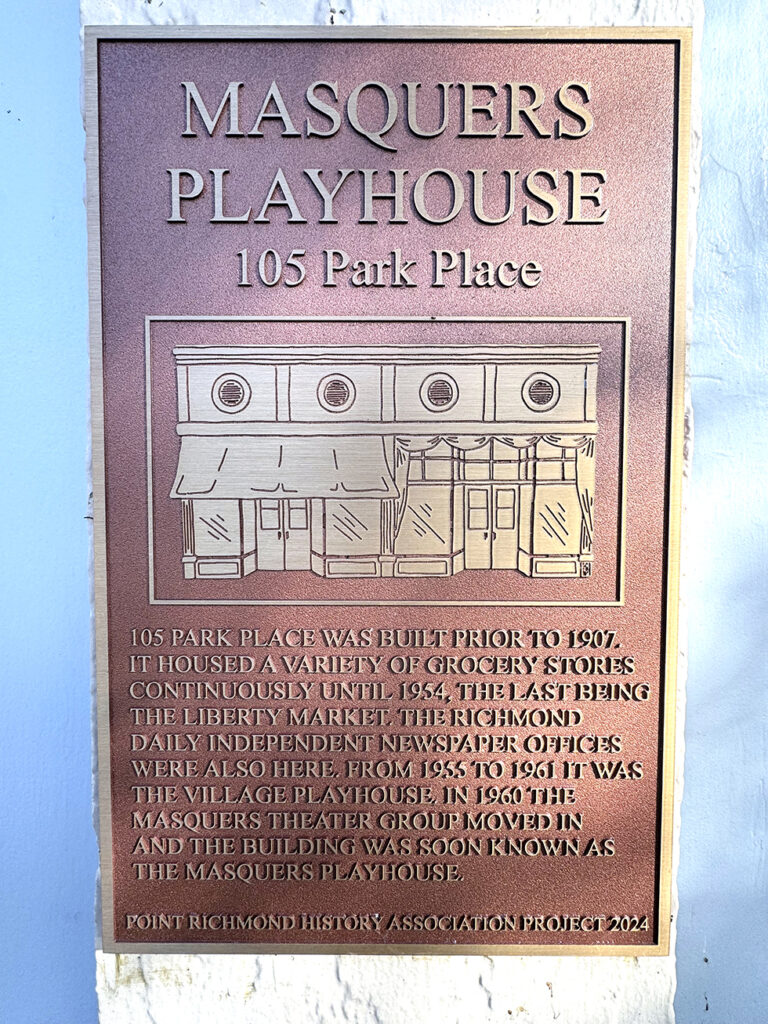 MASQUERS
PLAYHOUSE
105 Park Place
105 PARK PLACE WAS BUILT PRIOR TO 1907.
IT HOUSED A VARIETY OF GROCERY STORES
CONTINUOUSLY UNTIL 1954, THE LAST BEING
THE LIBERTY MARKET. THE RICHMOND
DAILY INDEPENDENT NEWSPAPER OFFICES
WERE ALSO HERE. FROM 1955 TO 1961 IT WAS
THE VILLAGE PLAYHOUSE. IN 1960 THE
MASQUERS THEATER GROUP MOVED IN
AND THE BUILDING WAS SOON KNOWN AS
THE MASQUERS PLAYHOUSE.
POINT RICHMOND HISTORY ASSOCIATION PROJECT 2024